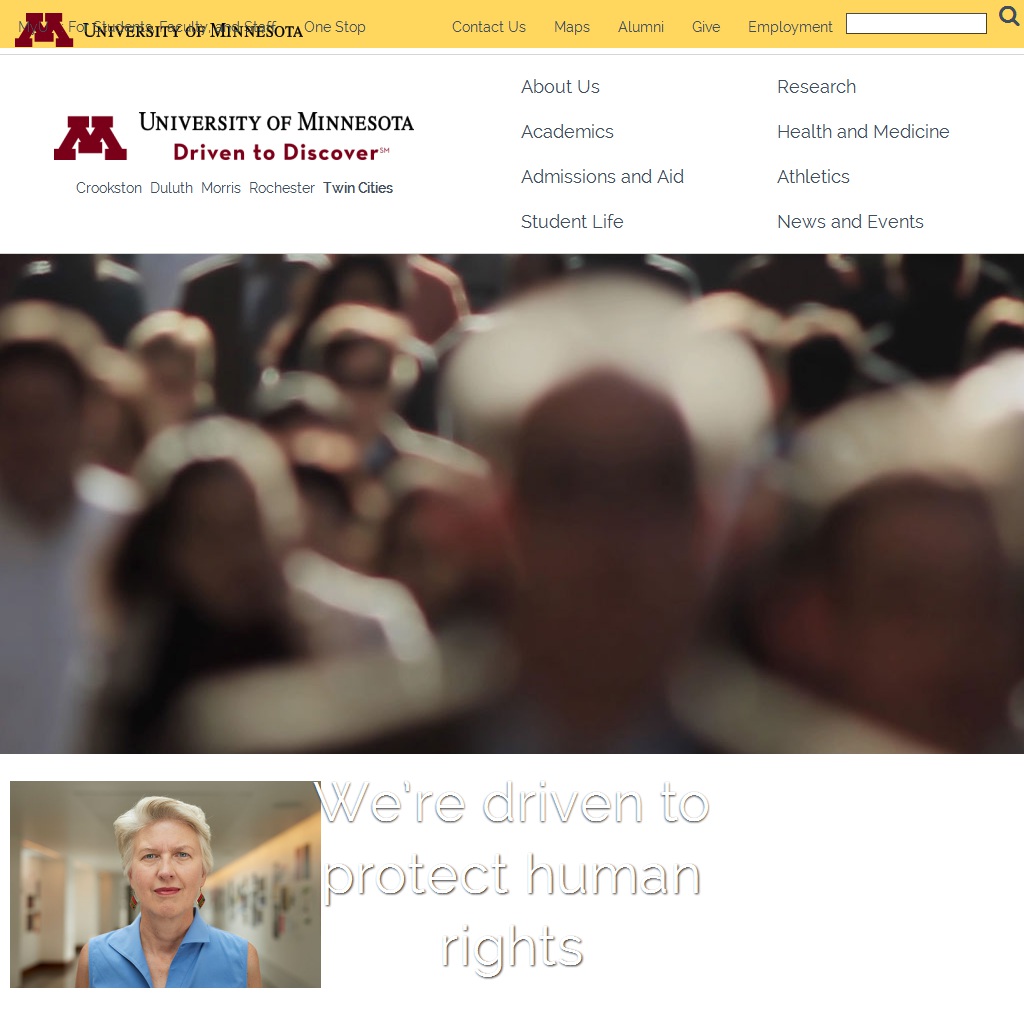 MyU For Students, Faculty, and Staff One Stop Contact Us Maps Alumni Give Employment
UNIVERSITY OF MINNESOTA
UNIVERSITY OF MINNESOTA
Driven to Discover℠
Crookston Duluth Morris Rochester Twin Cities
About Us
Academics
Admissions and Aid
Student Life
Research
Health and Medicine
Athletics
News and Events
We're driven to
protect human
rights